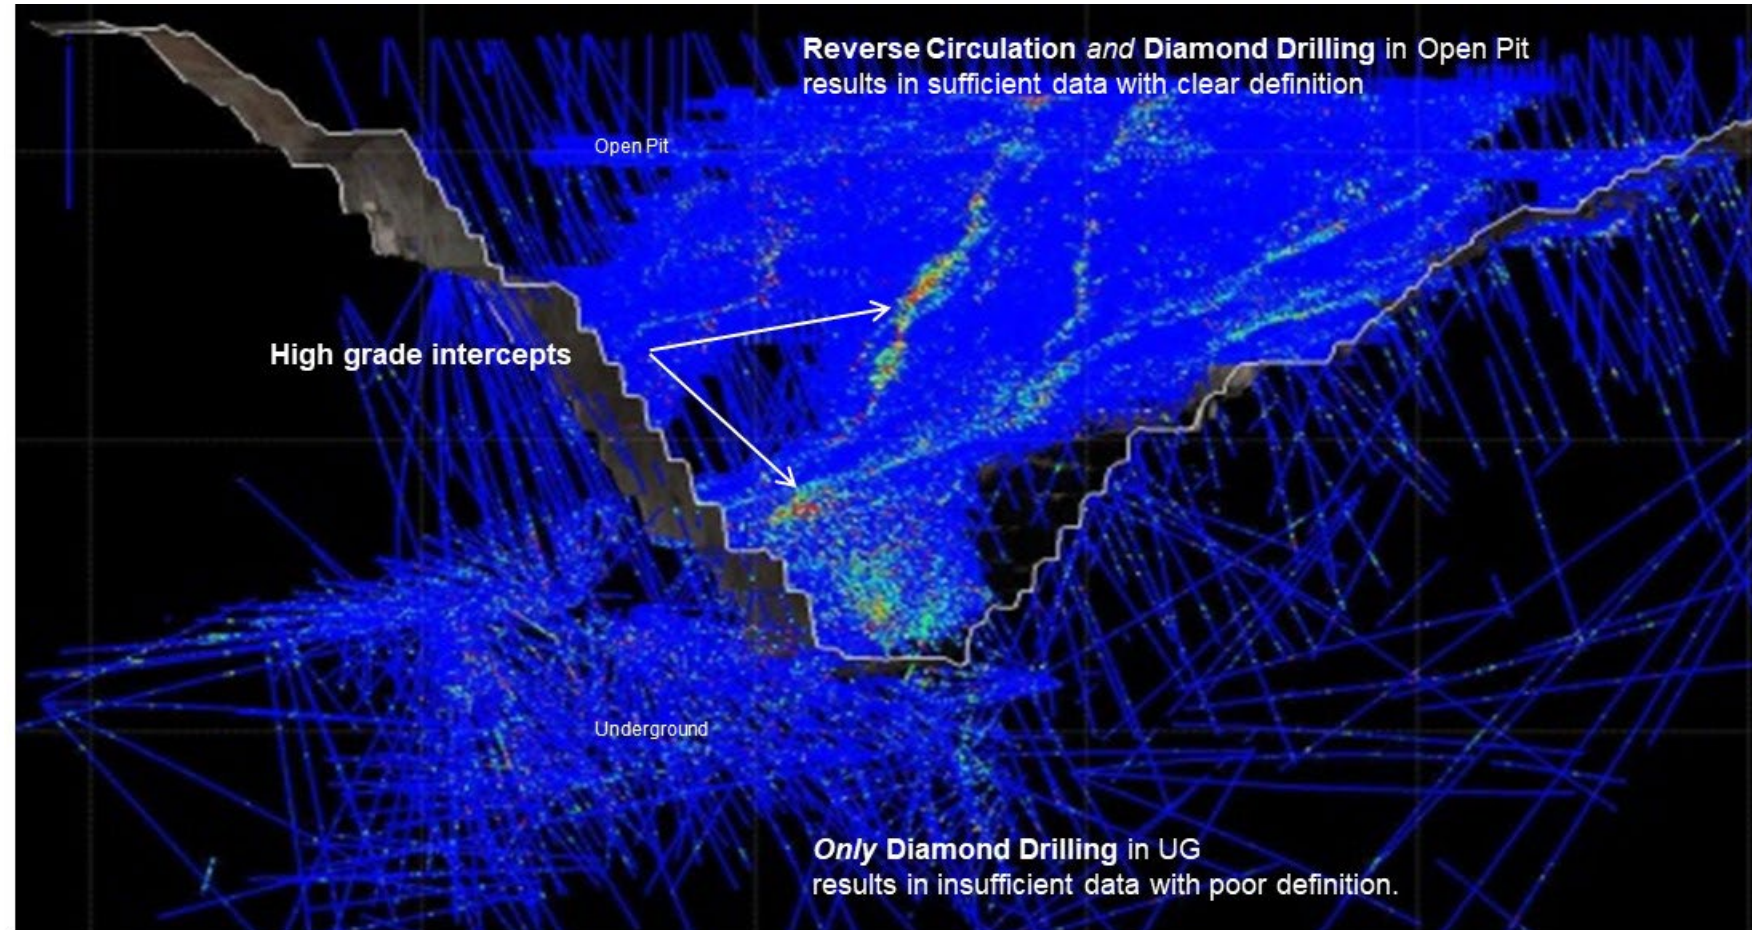 Reverse Circulation and Diamond Drilling in Open Pit
results in sufficient data with clear definition
Open Pit
High grade intercepts
Underground
Only Diamond Drilling in UG
results in insufficient data with poor definition.